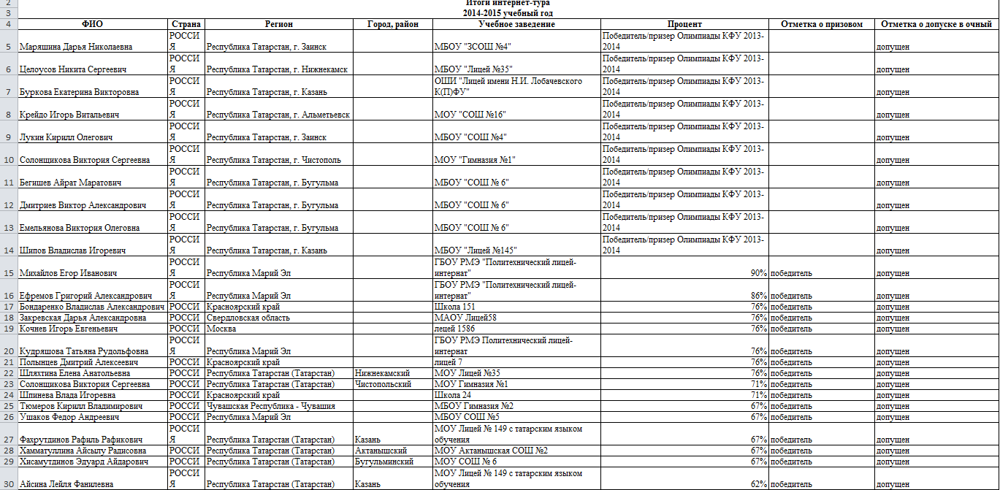 2 Итоги интернет-тура
3 2014-2015 учебный год
4 ФИО Страна Регион Город, район Учебное заведение Процент Отметка о призовом Отметка о допуске в очный
РОССИ Победитель/призер Олимпиады КФУ 2013-
5 Маряшина Дарья Николаевна Я Республика Татарстан, г. Заинск МБОУ "ЗСОШ №4" 2014 допущен
РОССИ Победитель/призер Олимпиады КФУ 2013-
6 Целоусов Никита Сергеевич Я Республика Татарстан, г. Нижнекамск МБОУ "Лицей №35" 2014 допущен
РОССИ ОШИ "Лицей имени Н.И. Лобачевского Победитель/призер Олимпиады КФУ 2013-
7 Буркова Екатерина Викторовна Я Республика Татарстан, г. Казань К(П)ФУ" 2014 допущен
РОССИ Победитель/призер Олимпиады КФУ 2013-
8 Крейдо Игорь Витальевич Я Республика Татарстан, г. Альметьевск МОУ "СОШ №16" 2014 допущен
РОССИ Победитель/призер Олимпиады КФУ 2013-
9 Лукин Кирилл Олегович Я Республика Татарстан, г. Заинск МБОУ "СОШ №4" 2014 допущен
РОССИ Победитель/призер Олимпиады КФУ 2013-
10 Солонщикова Виктория Сергеевна Я Республика Татарстан, г. Чистополь МОУ "Гимназия №1" 2014 допущен
РОССИ Победитель/призер Олимпиады КФУ 2013-
11 Бегишев Айрат Маратович Я Республика Татарстан, г. Бугульма МБОУ "СОШ № 6" 2014 допущен
РОССИ Победитель/призер Олимпиады КФУ 2013-
12 Дмитриев Виктор Александрович Я Республика Татарстан, г. Бугульма МБОУ "СОШ № 6" 2014 допущен
РОССИ Победитель/призер Олимпиады КФУ 2013-
13 Емельянова Виктория Олеговна Я Республика Татарстан, г. Бугульма МБОУ "СОШ № 6" 2014 допущен
РОССИ Победитель/призер Олимпиады КФУ 2013-
14 Шипов Владислав Игоревич Я Республика Татарстан, г. Казань МБОУ "Лицей №145" 2014 допущен
РОССИ ГБОУ РМЭ "Политехнический лицей-
15 Михайлов Егор Иванович Я Республика Марий Эл интернат" 90% победитель допущен
РОССИ ГБОУ РМЭ "Политехнический лицей-
16 Ефремов Григорий Александрович Я Республика Марий Эл интернат" 86% победитель допущен
17 Бондаренко Владислав Александрович РОССИ Красноярский край Школа 151 76% победитель допущен
18 Закревская Дарья Александровна РОССИ Свердловская область МАОУ Лицей58 76% победитель допущен
19 Кочнев Игорь Евгеньевич РОССИ Москва лецей 1586 76% победитель допущен
РОССИ ГБОУ РМЭ Политехнический лицей-
20 Кудряшова Татьяна Рудольфовна Я Республика Марий Эл интернат 76% победитель допущен
21 Полынцев Дмитрий Алексеевич РОССИ Красноярский край лицей 7 76% победитель допущен
22 Шляхтина Елена Анатольевна РОССИ Республика Татарстан (Татарстан) Нижнекамский МОУ Лицей №35 76% победитель допущен
23 Солонщикова Виктория Сергеевна РОССИ Республика Татарстан (Татарстан) Чистопольский МОУ Гимназия №1 71% победитель допущен
24 Шпинева Влада Игоревна РОССИ Красноярский край Школа 24 71% победитель допущен
25 Тюмеров Кирилл Владимирович РОССИ Чувашская Республика - Чувашия МБОУ Гимназия №2 67% победитель допущен
26 Ушаков Федор Андреевич РОССИ Республика Марий Эл МБОУ СОШ №5 67% победитель допущен
РОССИ МОУ Лицей № 149 с татарским языком
27 Фахрутдинов Рафиль Рафикович Я Республика Татарстан (Татарстан) Казань обучения 67% победитель допущен
28 Хамматуллина Айсылу Радисовна РОССИ Республика Татарстан (Татарстан) Актанышский МОУ Актанышская СОШ №2 67% победитель допущен
29 Хисамутдинов Эдуард Айдарович РОССИ Республика Татарстан (Татарстан) Бугульминский МОУ СОШ № 6 67% победитель допущен
РОССИ МОУ Лицей № 149 с татарским языком
30 Айсина Лейля Фанилевна Я Республика Татарстан (Татарстан) Казань обучения 62% победитель допущен